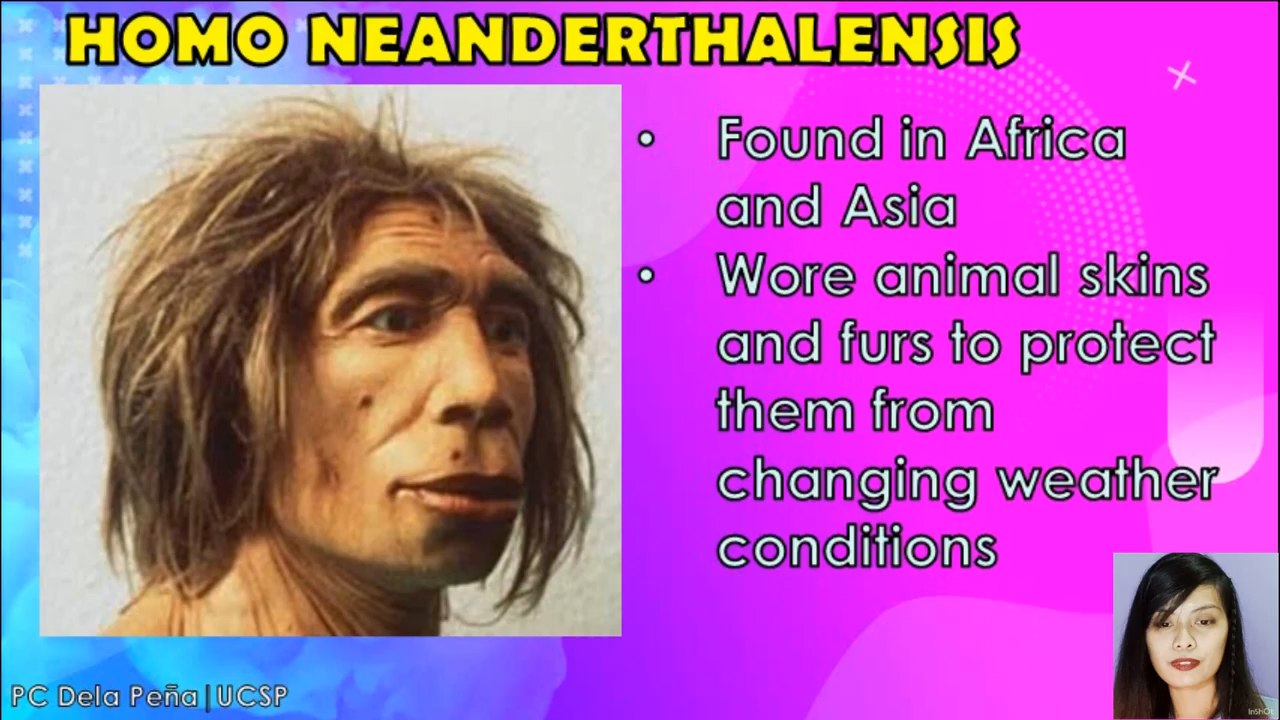 HOMO NEANDERTHALENSIS
• Found in Africa
and Asia
• Wore animal skins
and furs to protect
them from
changing weather
conditions
PC Dela Peña|UCSP
InShOt